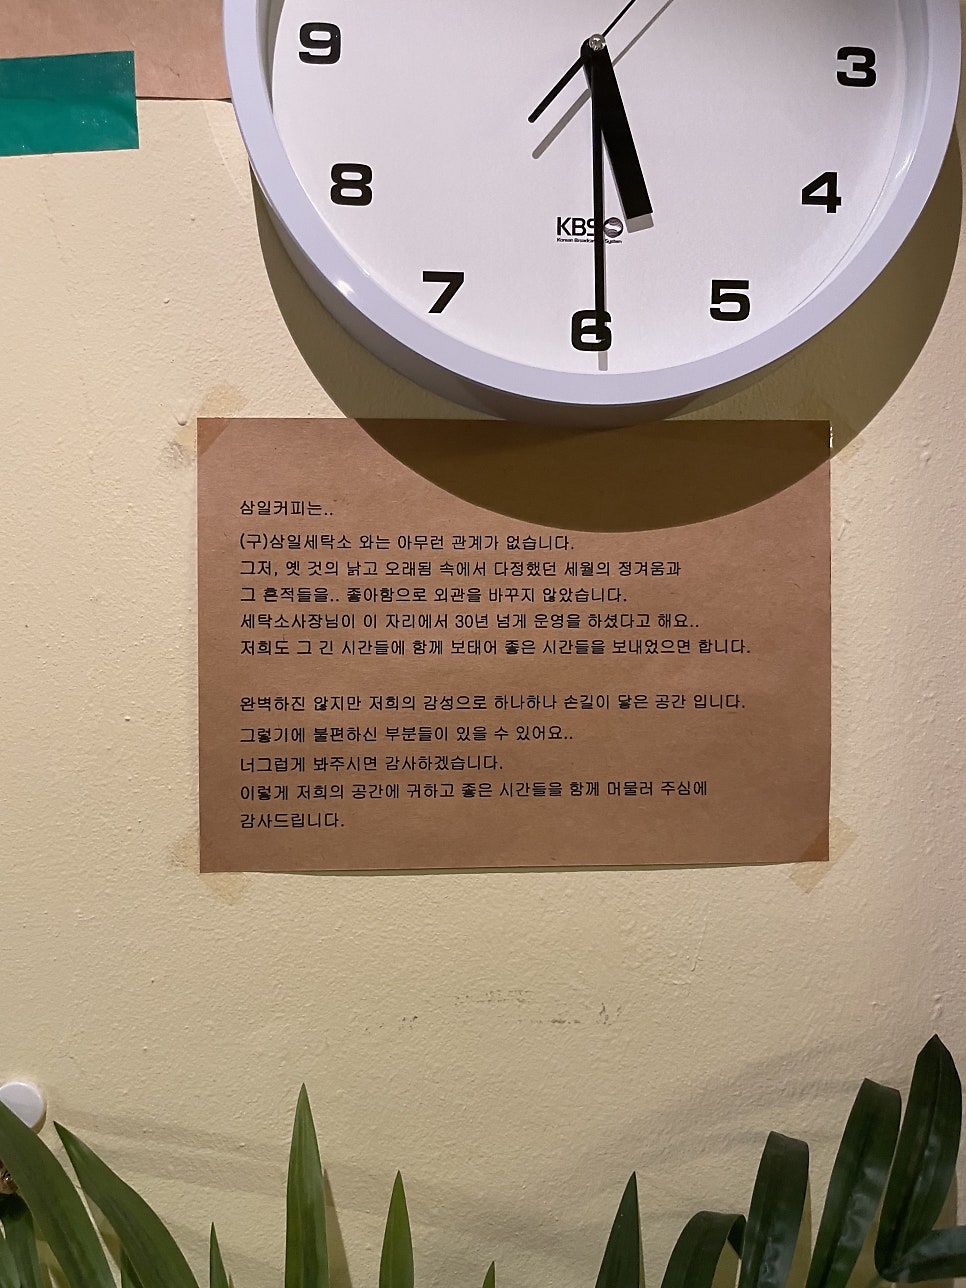 9
3
8
4
KBS
Korean Broadcasting System
7
5
6
삼일커피는..
(구)삼일세탁소 와는 아무런 관계가 없습니다.
그저, 옛 것의 낡고 오래됨 속에서 다정했던 세월의 정겨움과
그 흔적들을.. 좋아함으로 외관을 바꾸지 않았습니다.
세탁소사장님이 이 자리에서 30년 넘게 운영을 하셨다고 해요..
저희도 그 긴 시간들에 함께 보태어 좋은 시간들을 보내었으면 합니다.
완벽하진 않지만 저희의 감성으로 하나하나 손길이 닿은 공간 입니다.
그렇기에 불편하신 부분들이 있을 수 있어요..
너그럽게 봐주시면 감사하겠습니다.
이렇게 저희의 공간에 귀하고 좋은 시간들을 함께 머물러 주심에
감사드립니다.